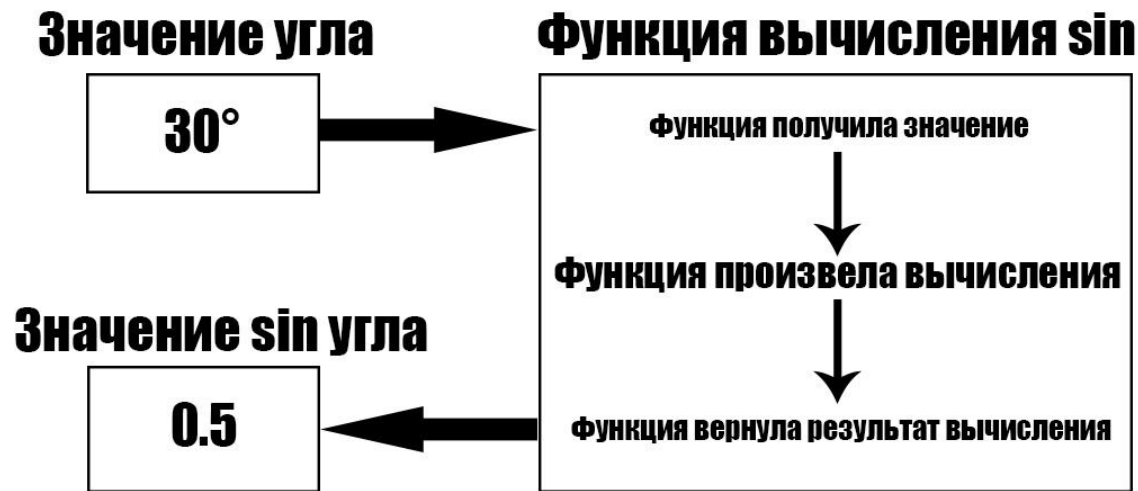 Значение угла
30°
Функция вычисления sin
Функция получила значение
Функция произвела вычисления
Функция вернула результат вычисления
Значение sin угла
0.5